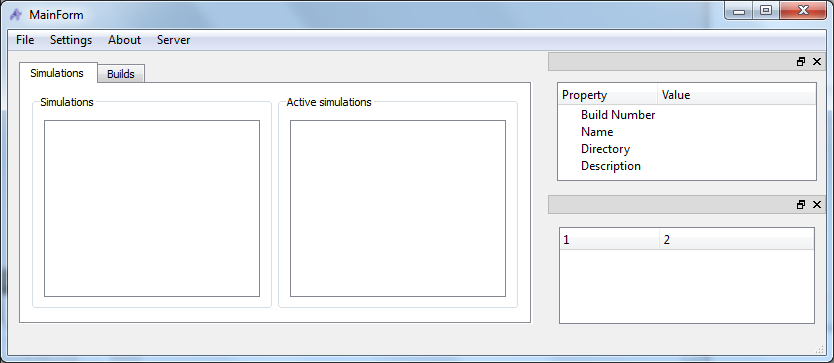 MainForm
File Settings About Server
Simulations Builds
Simulations Active simulations
Property Value
Build Number
Name
Directory
Description
1 2